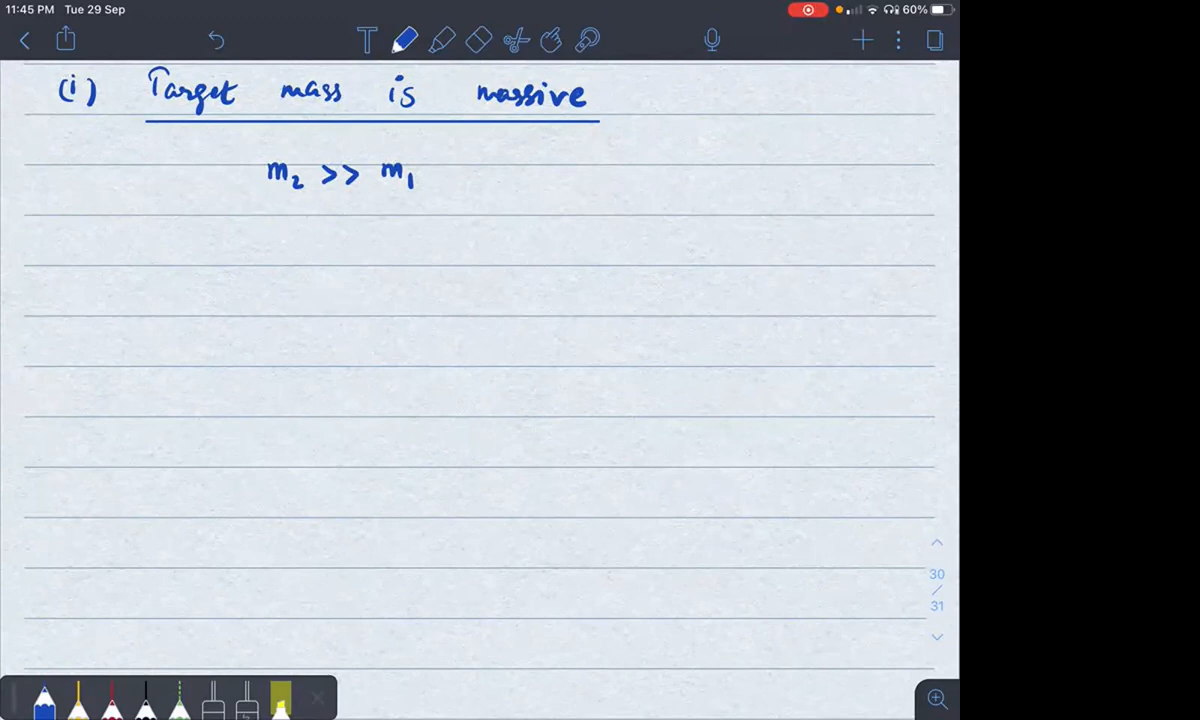 11:45 PM Tue 29 Sep
60%
(i) Target mass is massive
m₂ >> m₁
30
/
31